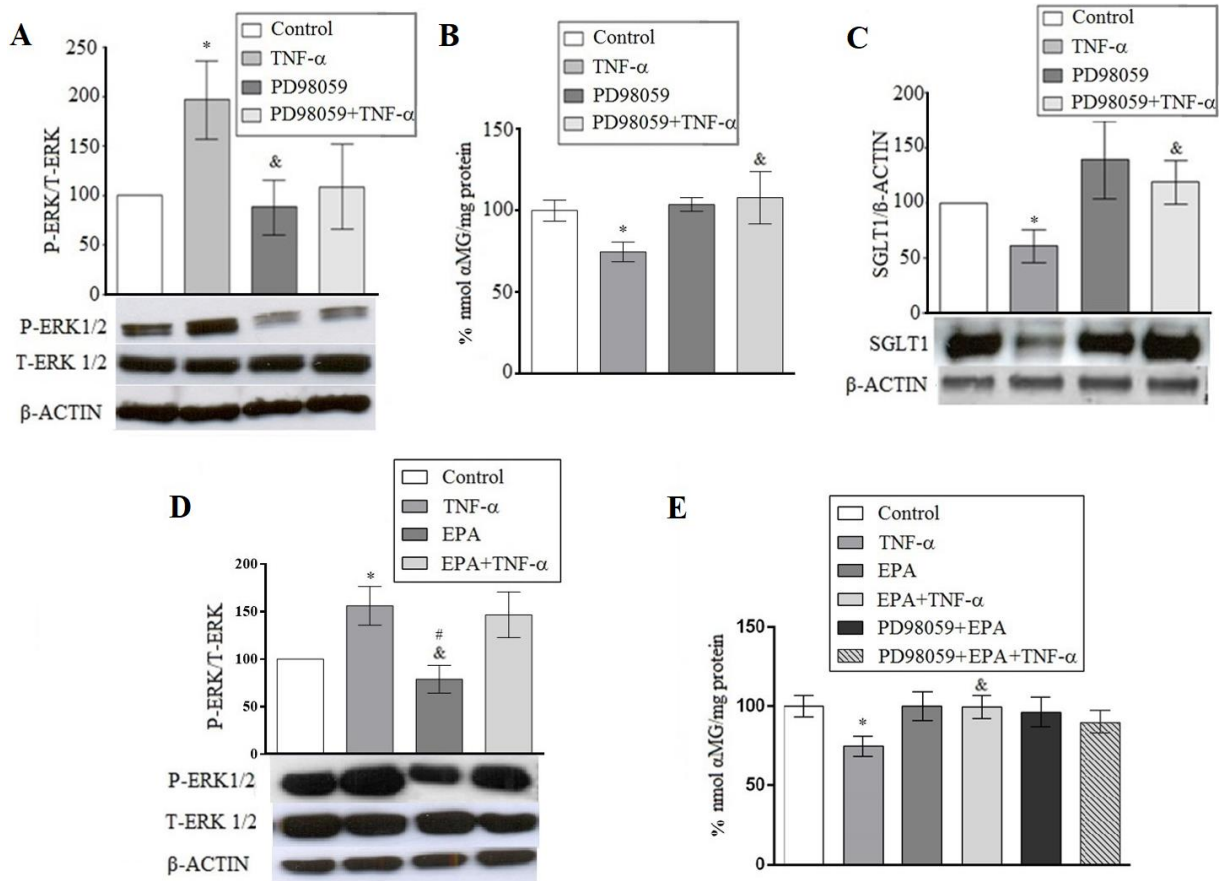 A
Control
TNF-α
PD98059
PD98059+TNF-α
250
200
150
100
50
0
P-ERK/T-ERK
*
&
P-ERK1/2
T-ERK 1/2
β-ACTIN
B
Control
TNF-α
PD98059
PD98059+TNF-α
150
100
50
0
% nmol αMG/mg protein
*
&
C
Control
TNF-α
PD98059
PD98059+TNF-α
200
150
100
50
0
SGLT1/β-ACTIN
*
&
SGLT1
β-ACTIN
D
Control
TNF-α
EPA
EPA+TNF-α
200
150
100
50
0
P-ERK/T-ERK
*
#
&
P-ERK1/2
T-ERK 1/2
β-ACTIN
E
Control
TNF-α
EPA
EPA+TNF-α
PD98059+EPA
PD98059+EPA+TNF-α
150
100
50
0
% nmol αMG/mg protein
*
&